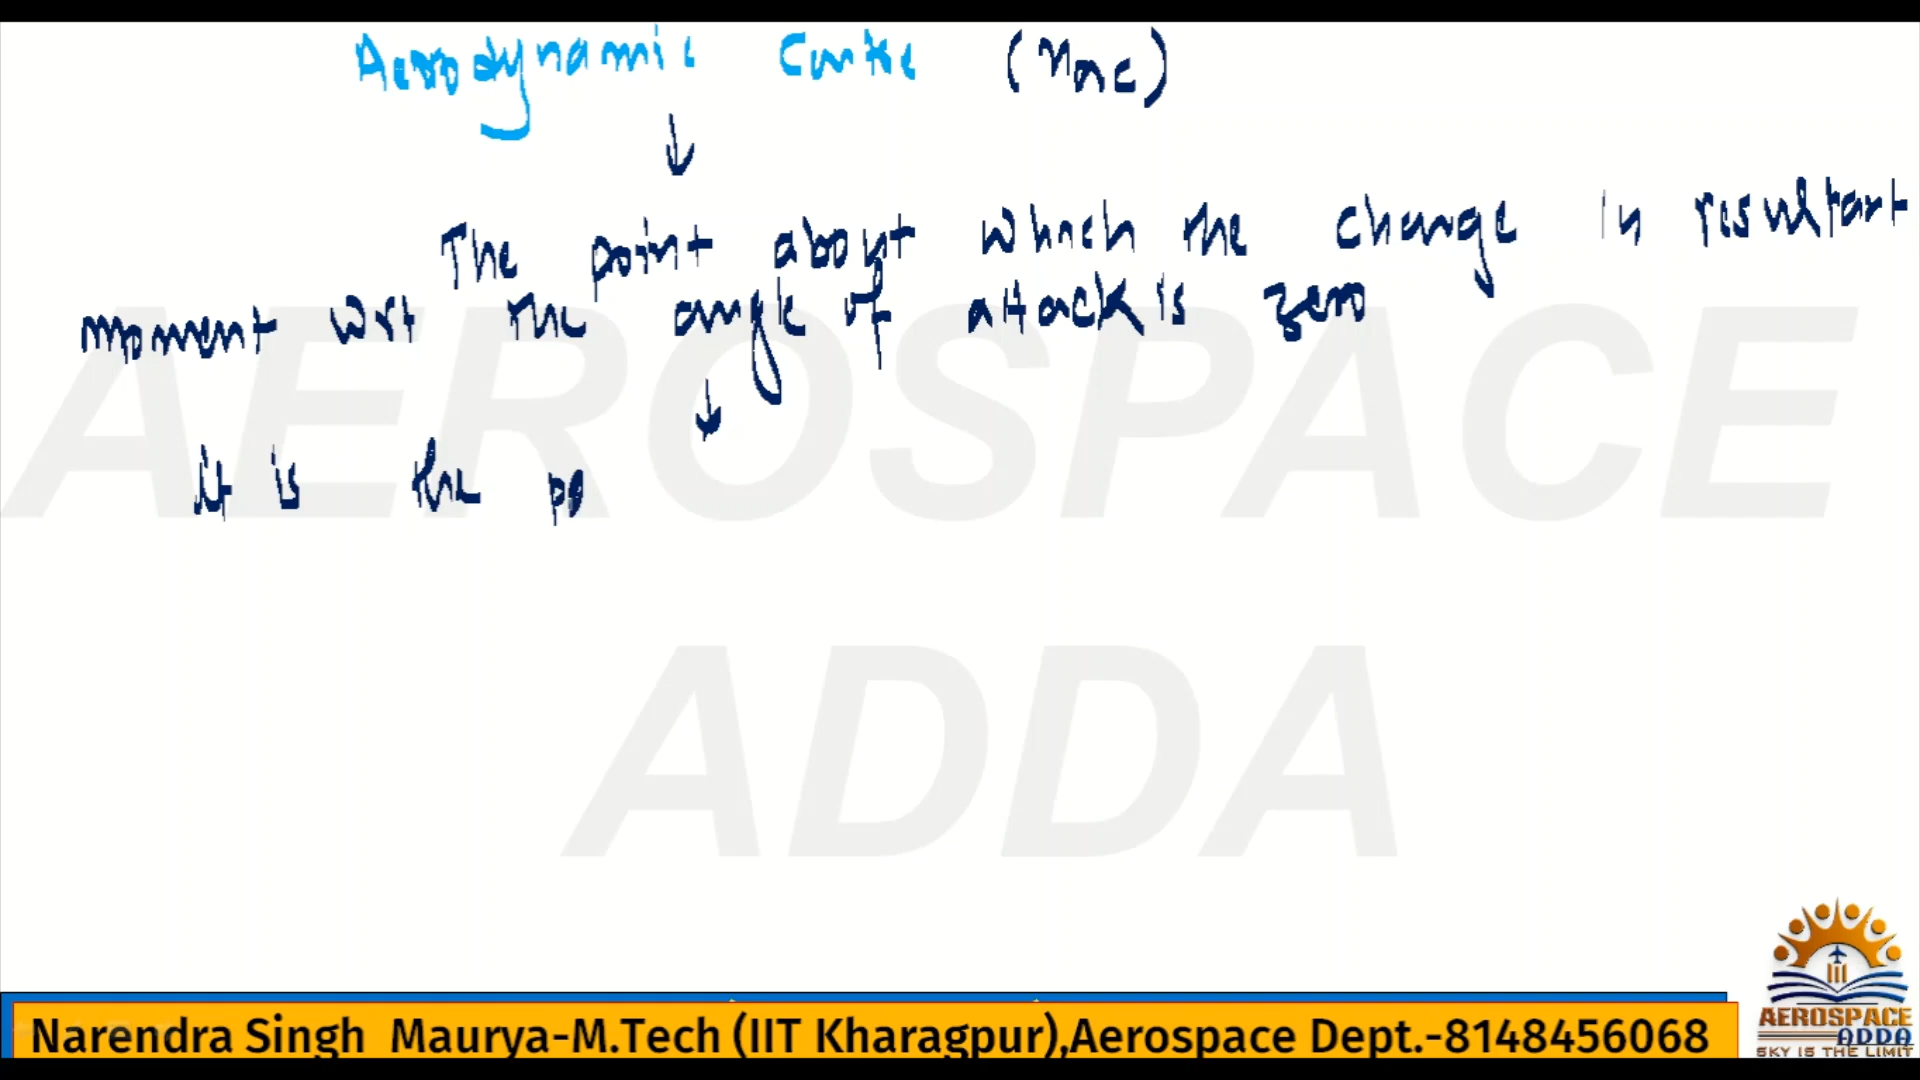 Aerodynamic Centre (xac)
↓
The point about which the change in resultant
moment wrt the angle of attack is zero
↓
it is the po
AEROSPACE
ADDA
Narendra Singh Maurya-M.Tech (IIT Kharagpur),Aerospace Dept.-8148456068
AEROSPACE
ADDA
SKY IS THE LIMIT